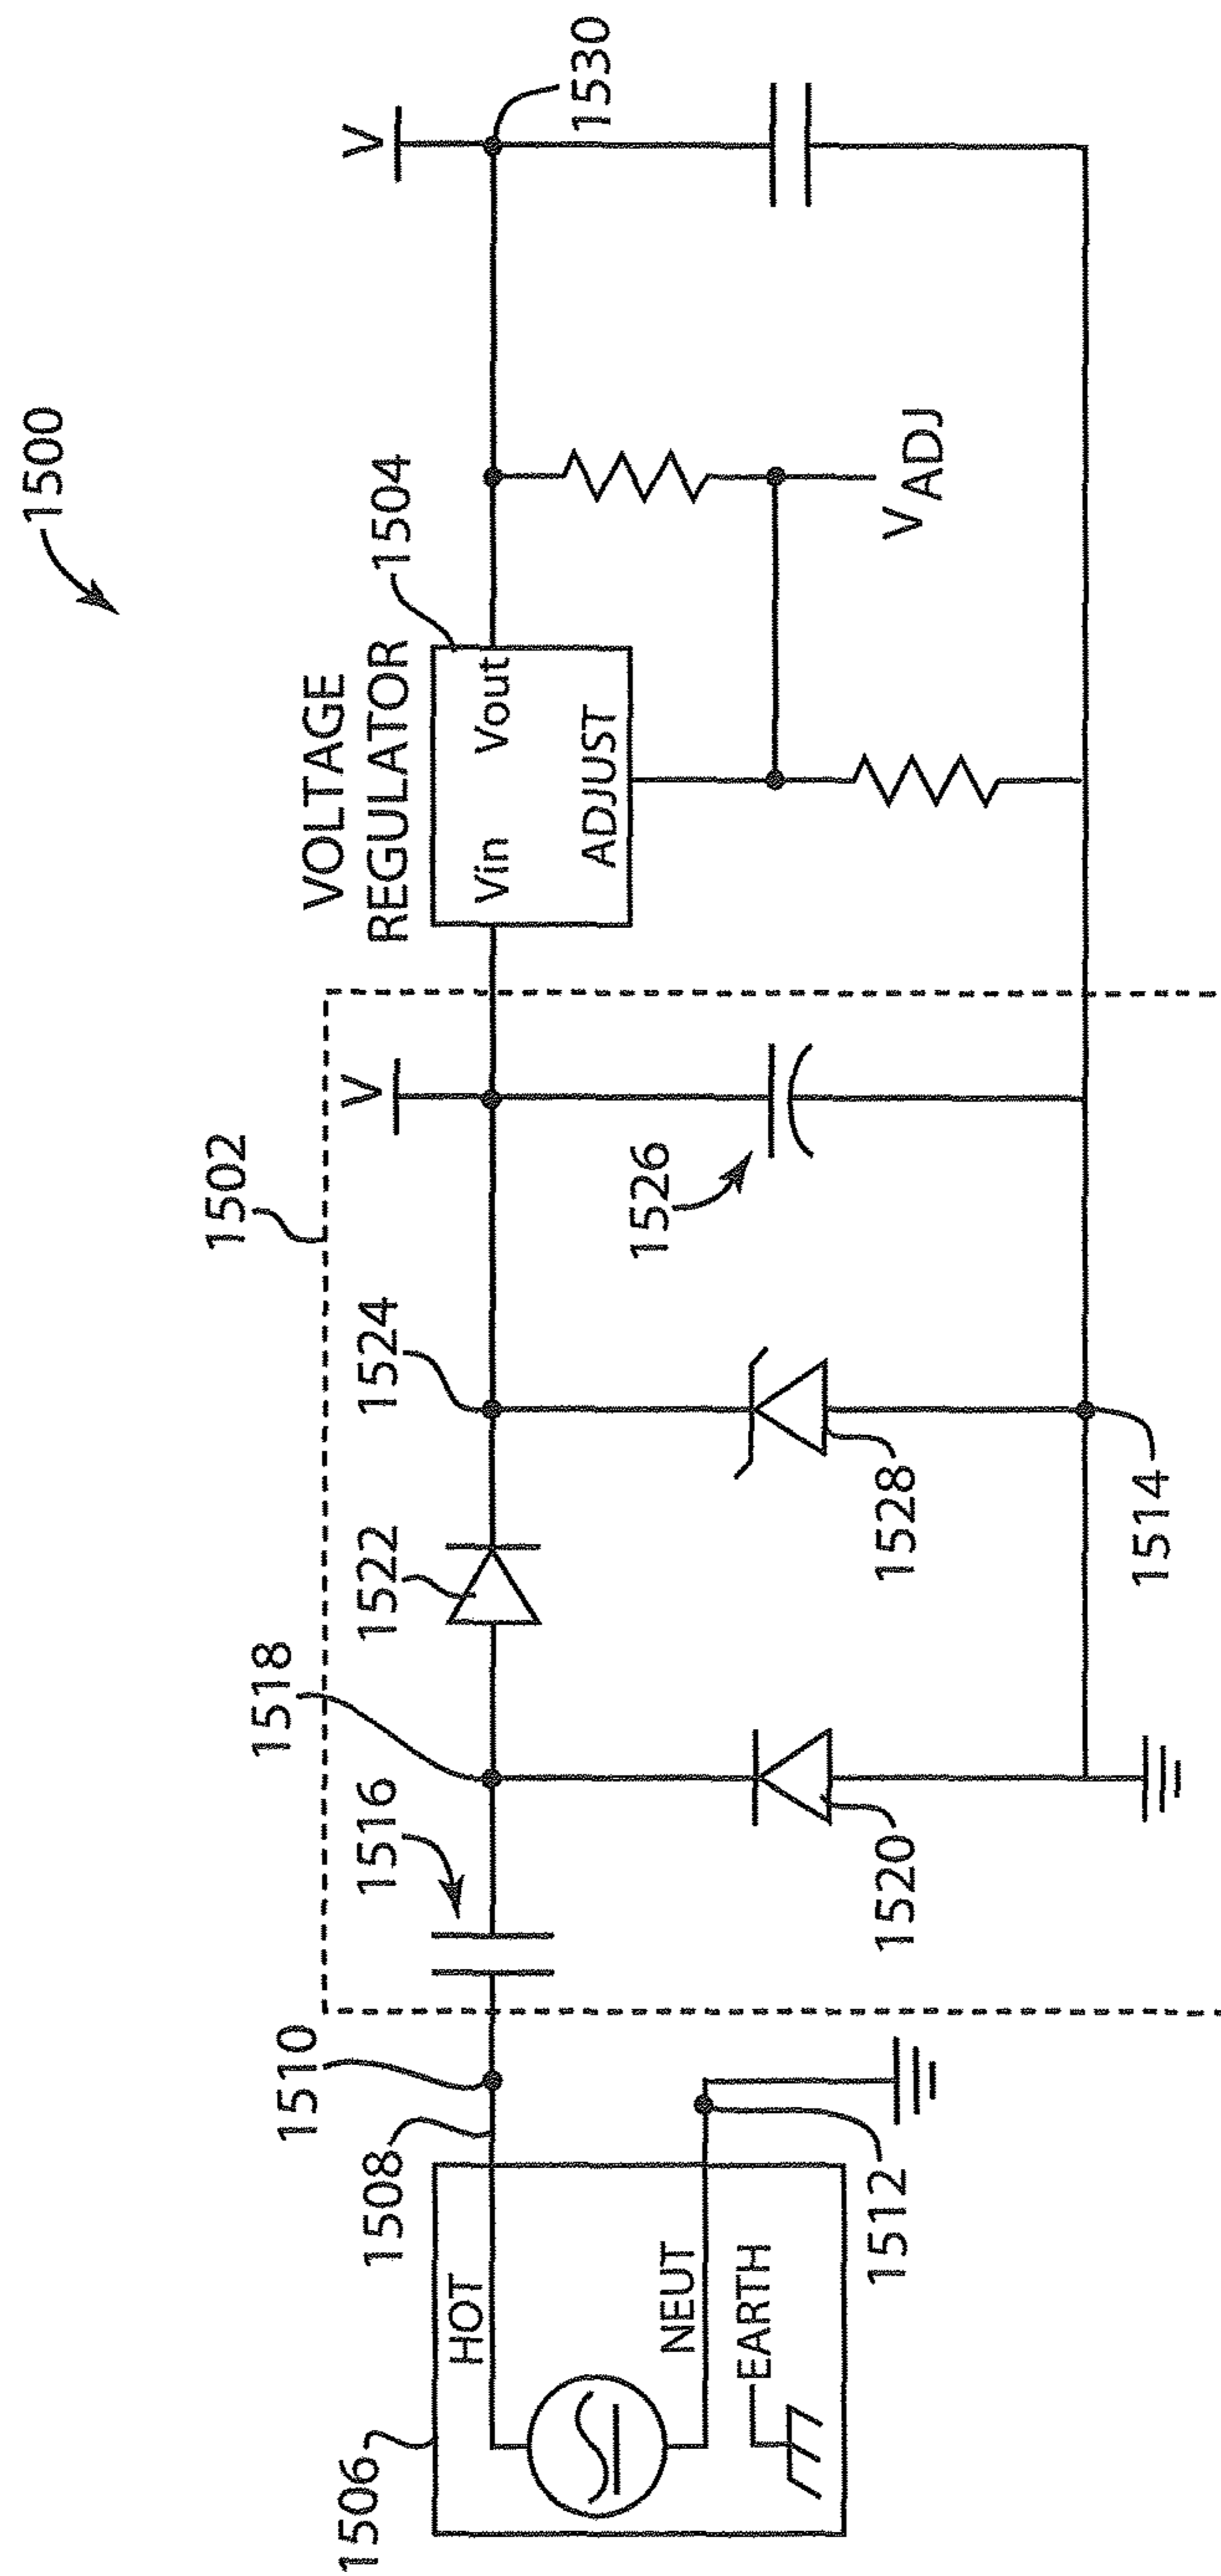 1500
VOLTAGE
REGULATOR
1504
V
1530
1502
V
Vin
Vout
ADJUST
VADJ
1524
1526
1522
1528
1514
1518
1516
1520
1510
1508
1506
HOT
NEUT
EARTH
1512